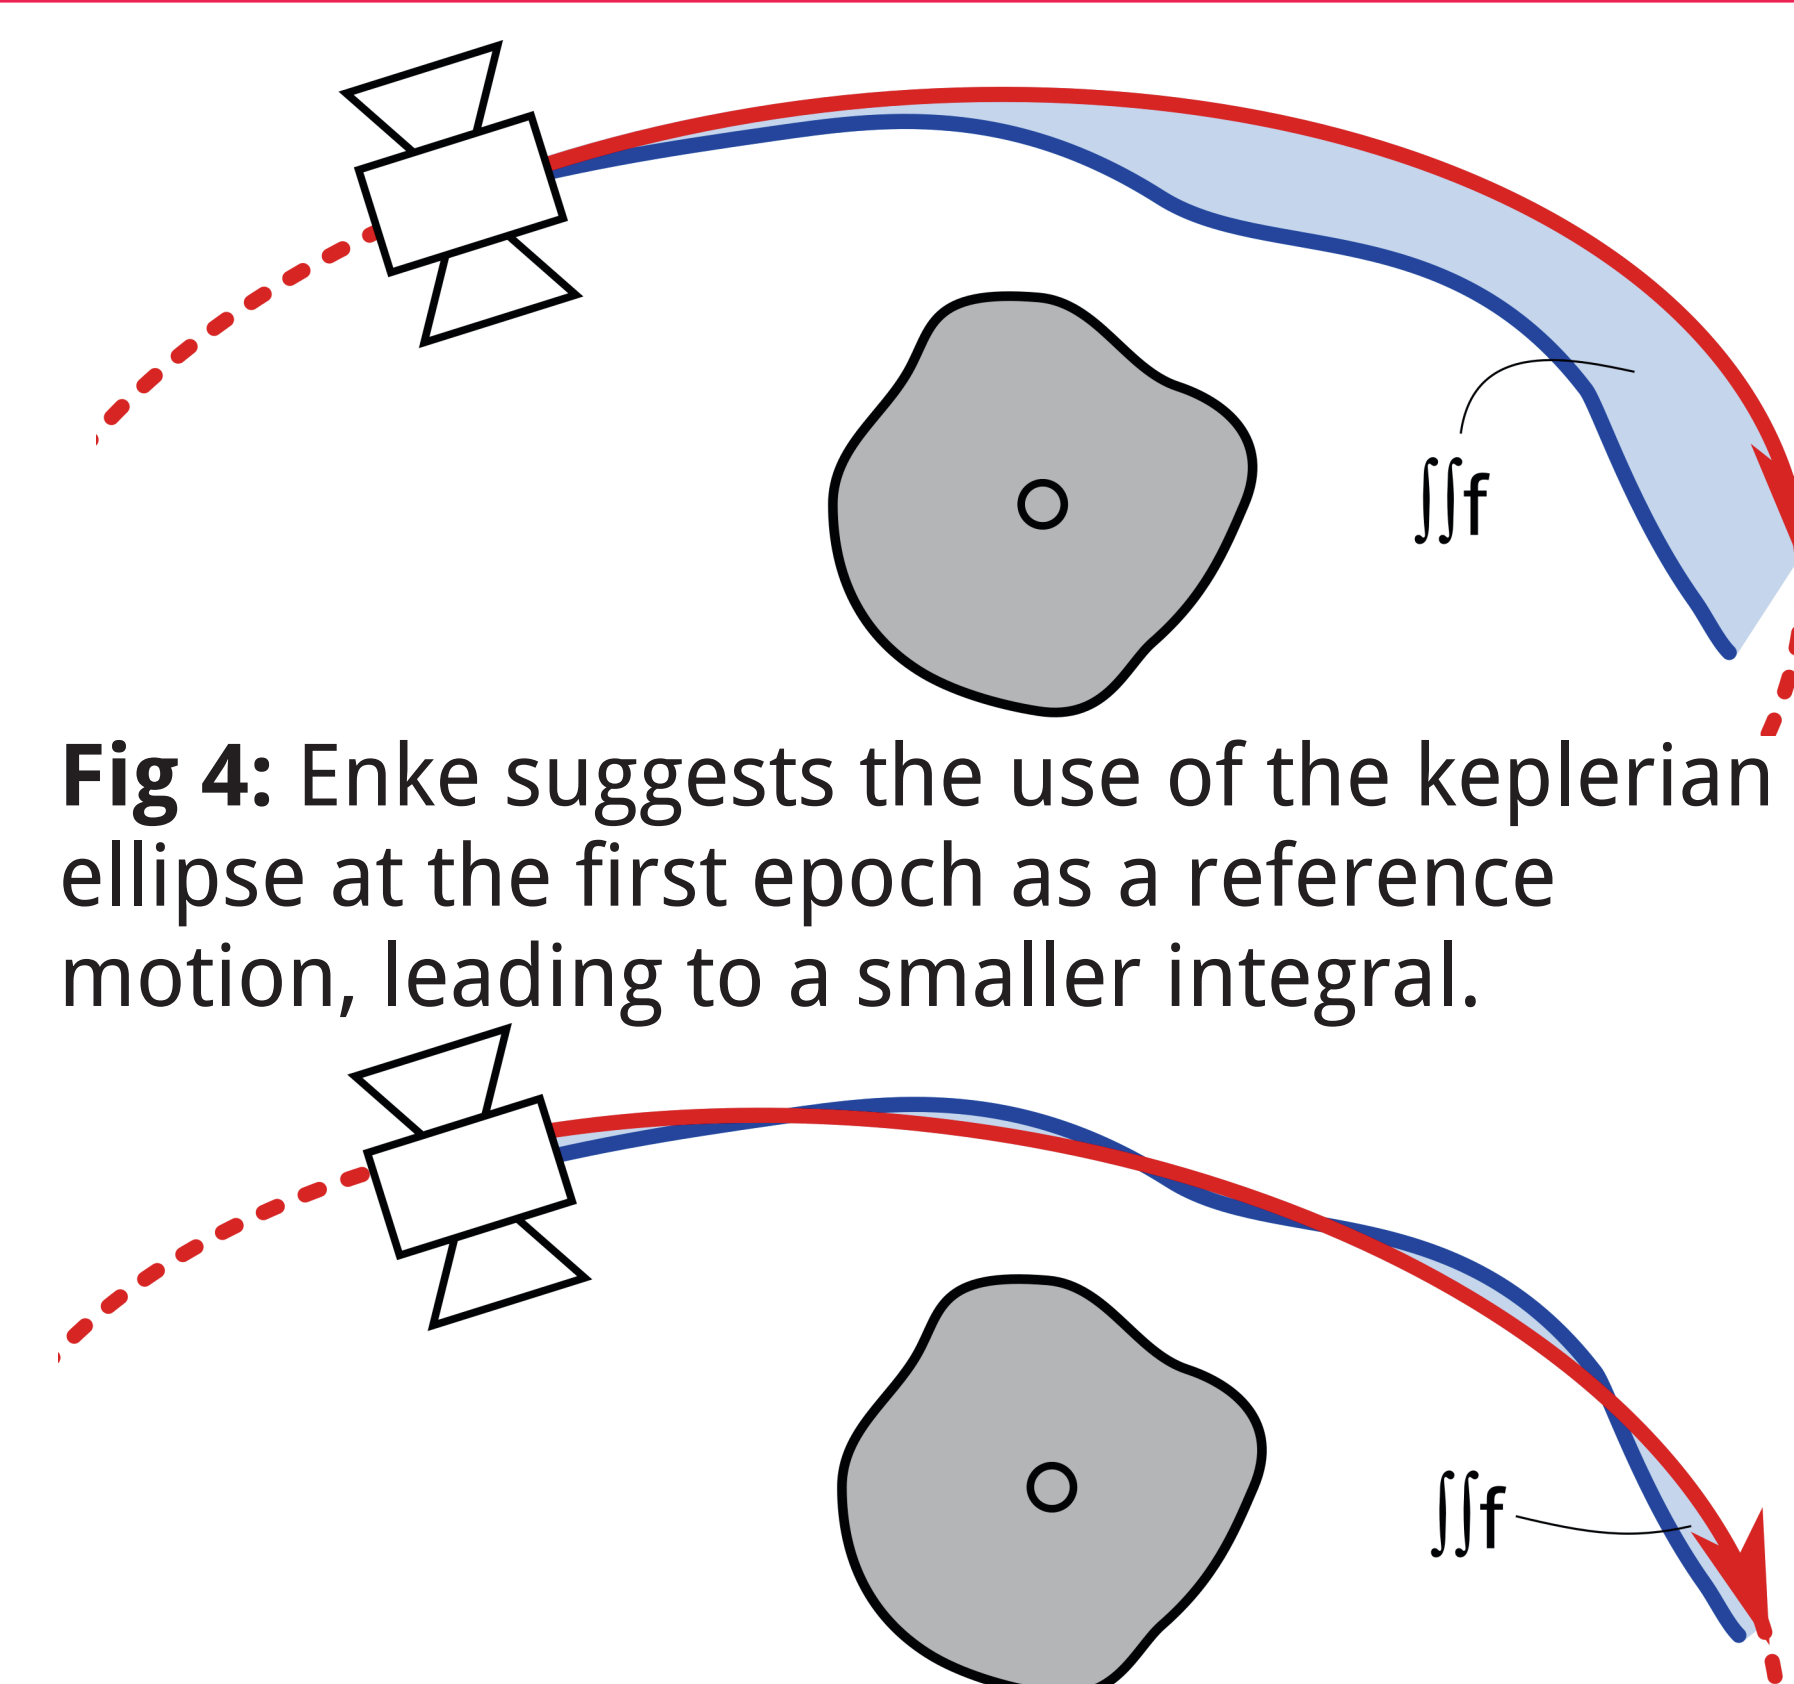 ∫∫f
Fig 4: Enke suggests the use of the keplerian
ellipse at the first epoch as a reference
motion, leading to a smaller integral.
∫∫f